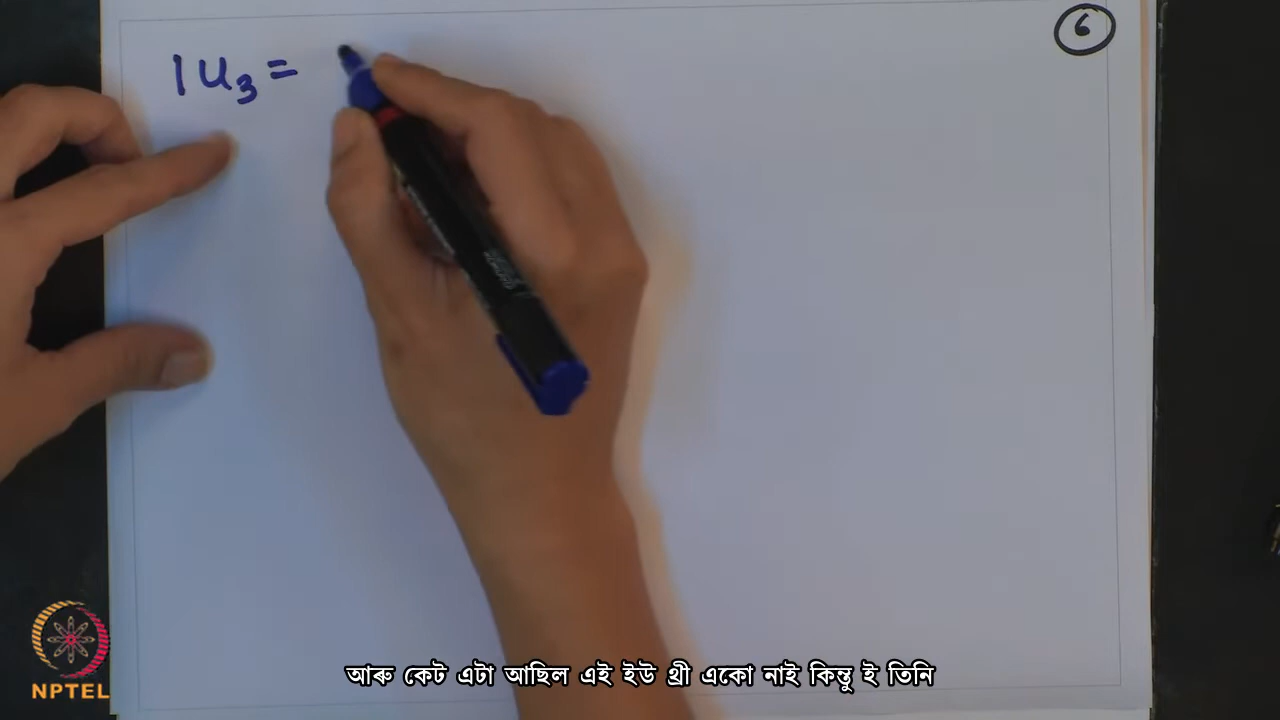 6
|u₃ =
NPTEL
আৰু কেট এটা আছিল এই ইউ থ্ৰী একো নাই কিন্তু ই তিনি